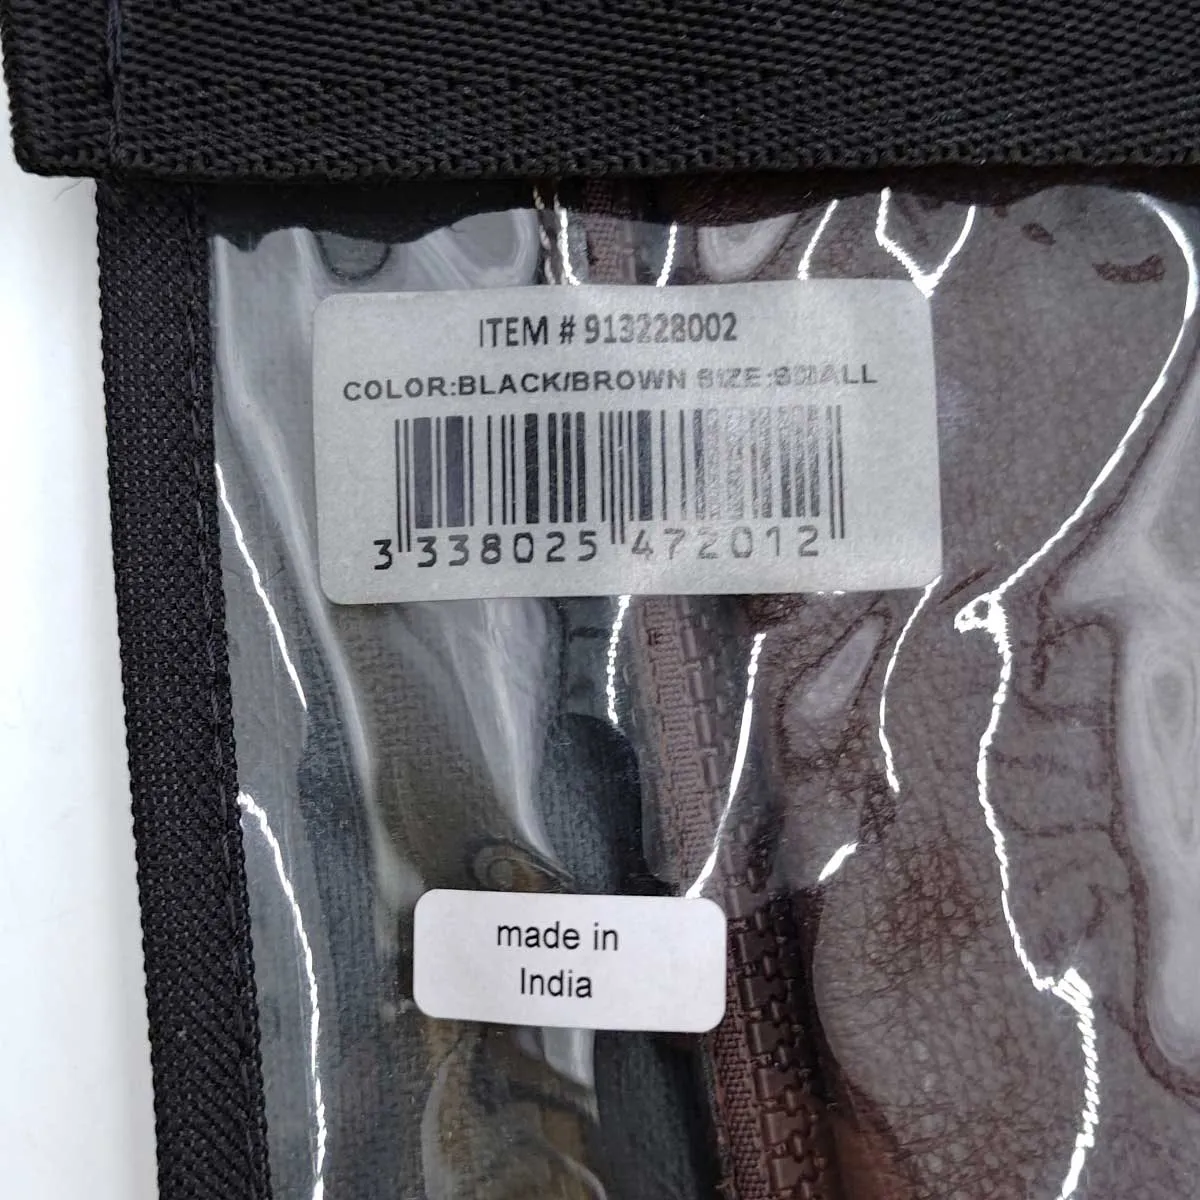 ITEM # 913228002
COLOR:BLACK/BROWN SIZE:SMALL
3 338025 472012
made in
India